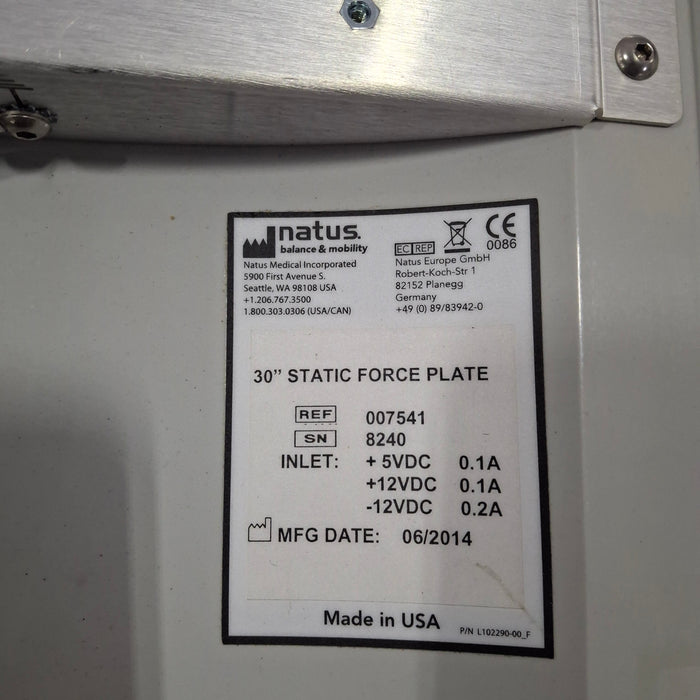 natus.
balance & mobility
Natus Medical Incorporated
5900 First Avenue S.
Seattle, WA 98108 USA
+1.206.767.3500
1.800.303.0306 (USA/CAN)
CE
0086
EC REP
Natus Europe GmbH
Robert-Koch-Str 1
82152 Planegg
Germany
+49 (0) 89/83942-0
30” STATIC FORCE PLATE
REF 007541
SN 8240
INLET: + 5VDC 0.1A
+12VDC 0.1A
-12VDC 0.2A
MFG DATE: 06/2014
Made in USA
P/N L102290-00_F